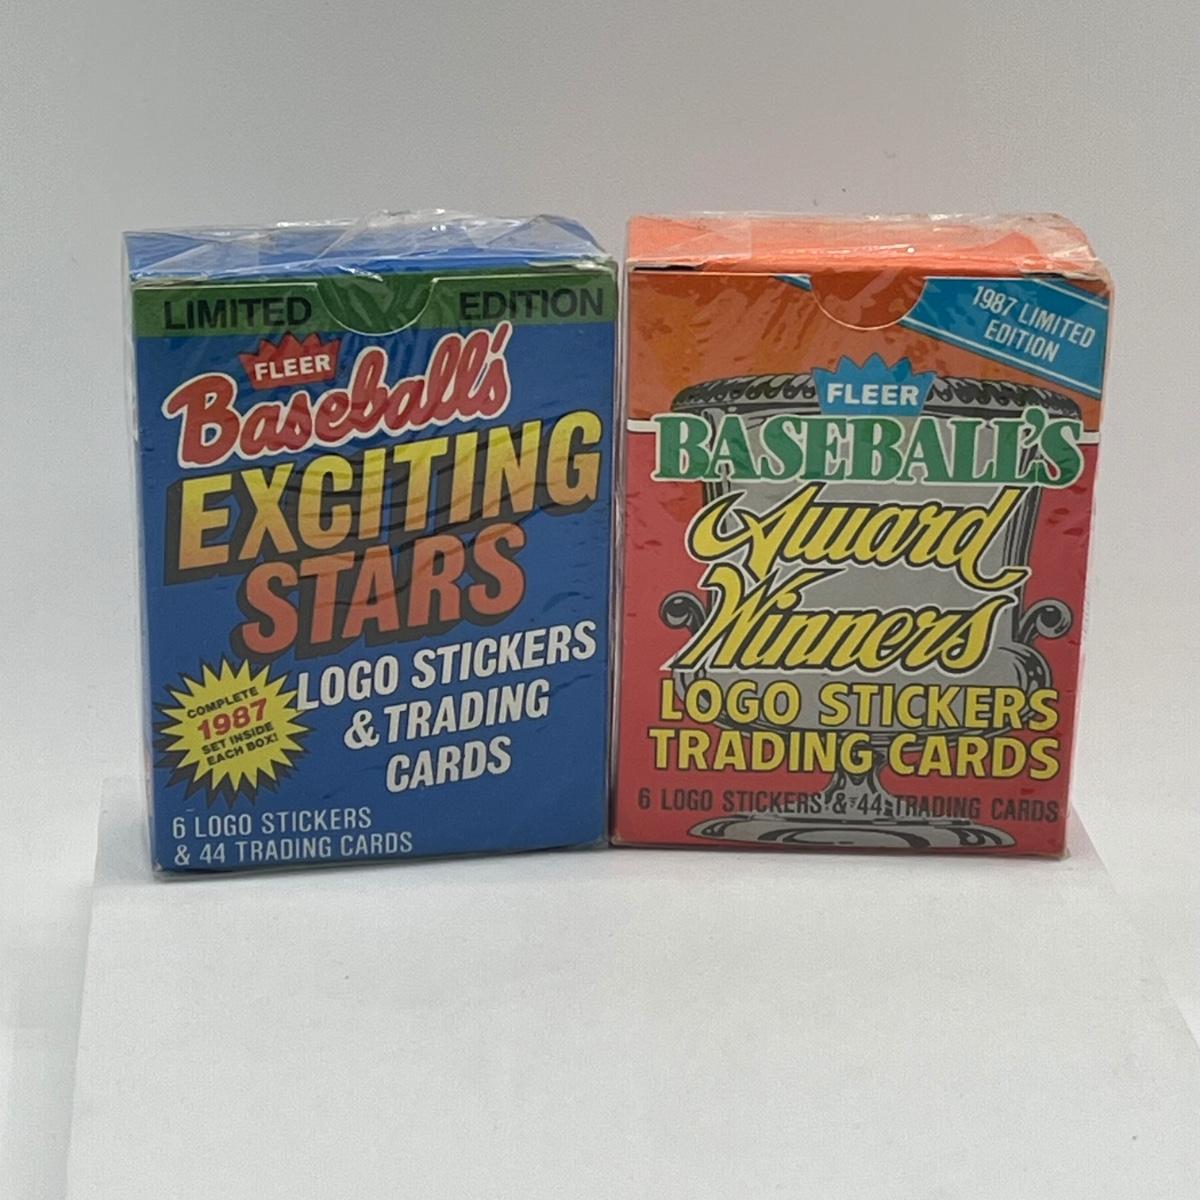 LIMITED EDITION
FLEER
Baseball's
EXCITING
STARS
LOGO STICKERS
& TRADING
CARDS
COMPLETE
1987
SET INSIDE
EACH BOX!
6 LOGO STICKERS
& 44 TRADING CARDS
1987 LIMITED
EDITION
FLEER
BASEBALL'S
Award
Winners
LOGO STICKERS
TRADING CARDS
6 LOGO STICKERS & 44 TRADING CARDS